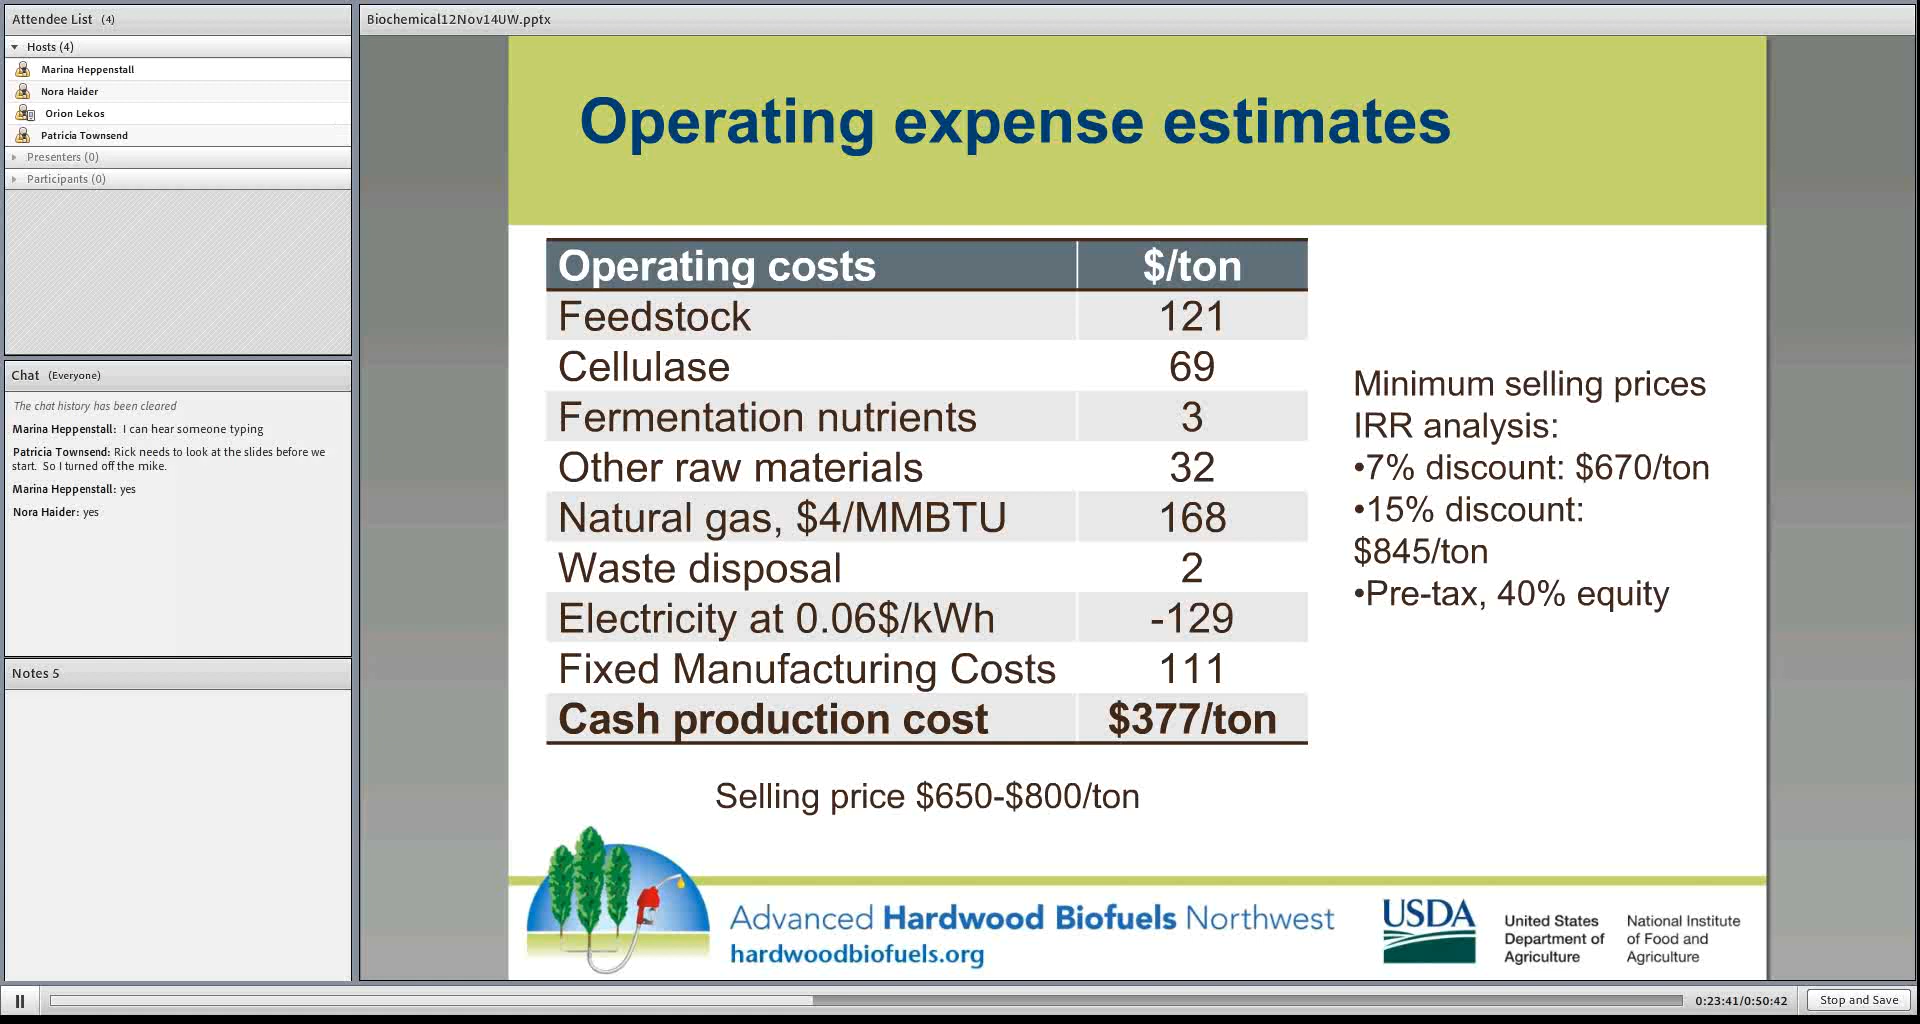 Attendee List (4)
Hosts (4)
Marina Heppenstall
Nora Haider
Orion Lekos
Patricia Townsend
Presenters (0)
Participants (0)
Chat (Everyone)
The chat history has been cleared
Marina Heppenstall: I can hear someone typing
Patricia Townsend: Rick needs to look at the slides before we
start. So I turned off the mike.
Marina Heppenstall: yes
Nora Haider: yes
Notes 5
Biochemical12Nov14UW.pptx
Operating expense estimates
Operating costs $/ton
Feedstock 121
Cellulase 69
Fermentation nutrients 3
Other raw materials 32
Natural gas, $4/MMBTU 168
Waste disposal 2
Electricity at 0.06$/kWh -129
Fixed Manufacturing Costs 111
Cash production cost $377/ton
Selling price $650-$800/ton
Minimum selling prices
IRR analysis:
•7% discount: $670/ton
•15% discount:
$845/ton
•Pre-tax, 40% equity
Advanced Hardwood Biofuels Northwest
hardwoodbiofuels.org
USDA
United States
Department of
Agriculture
National Institute
of Food and
Agriculture
0:23:41/0:50:42
Stop and Save